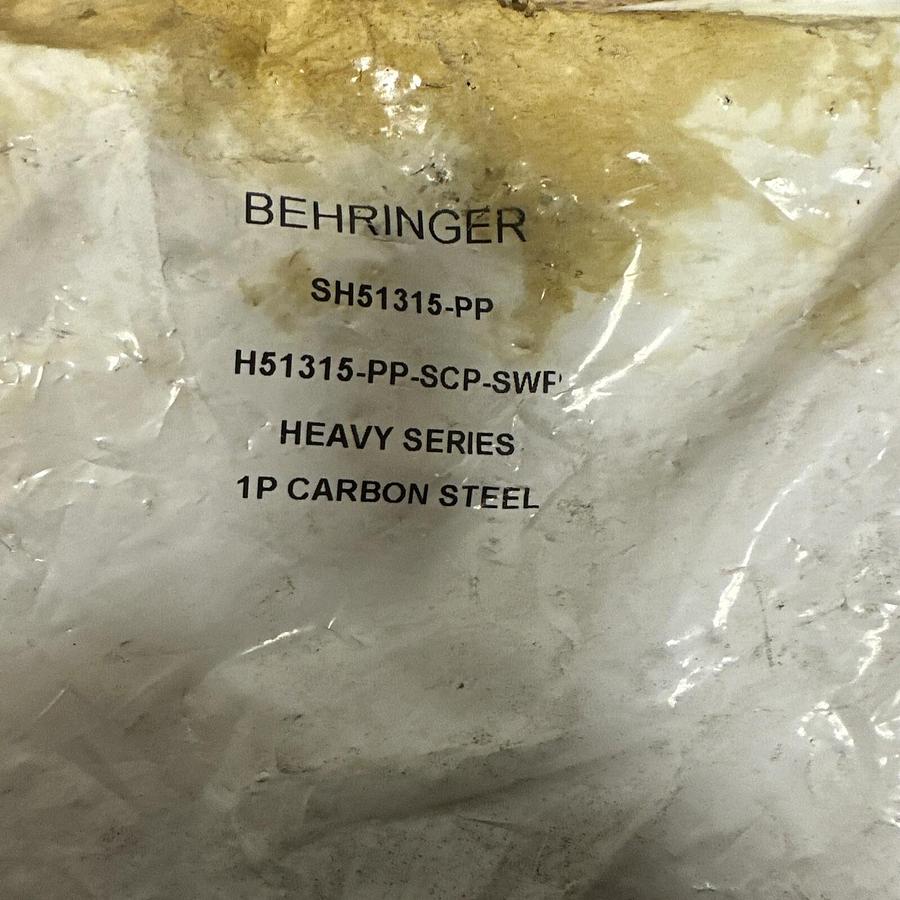 BEHRINGER
SH51315-PP
H51315-PP-SCP-SWP
HEAVY SERIES
1P CARBON STEEL